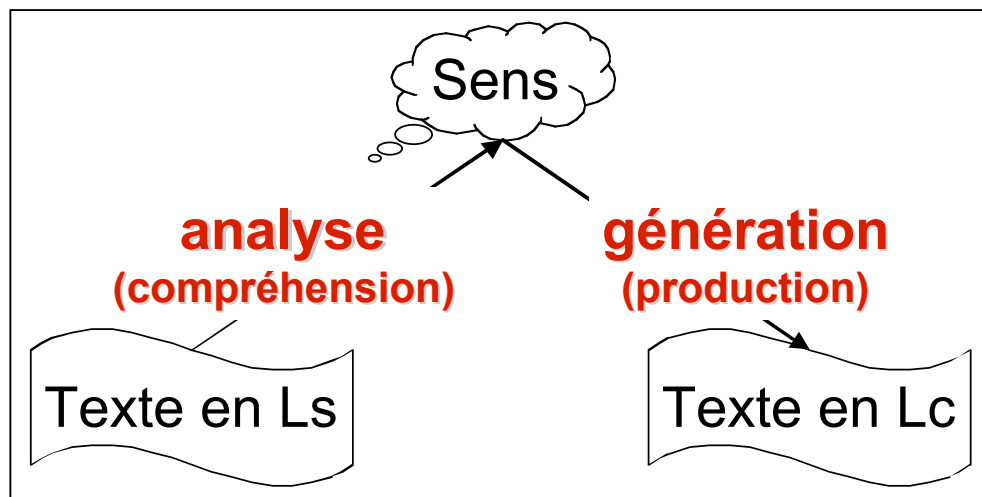 Sens
analyse
(compréhension)
génération
(production)
Texte en Ls
Texte en Lc